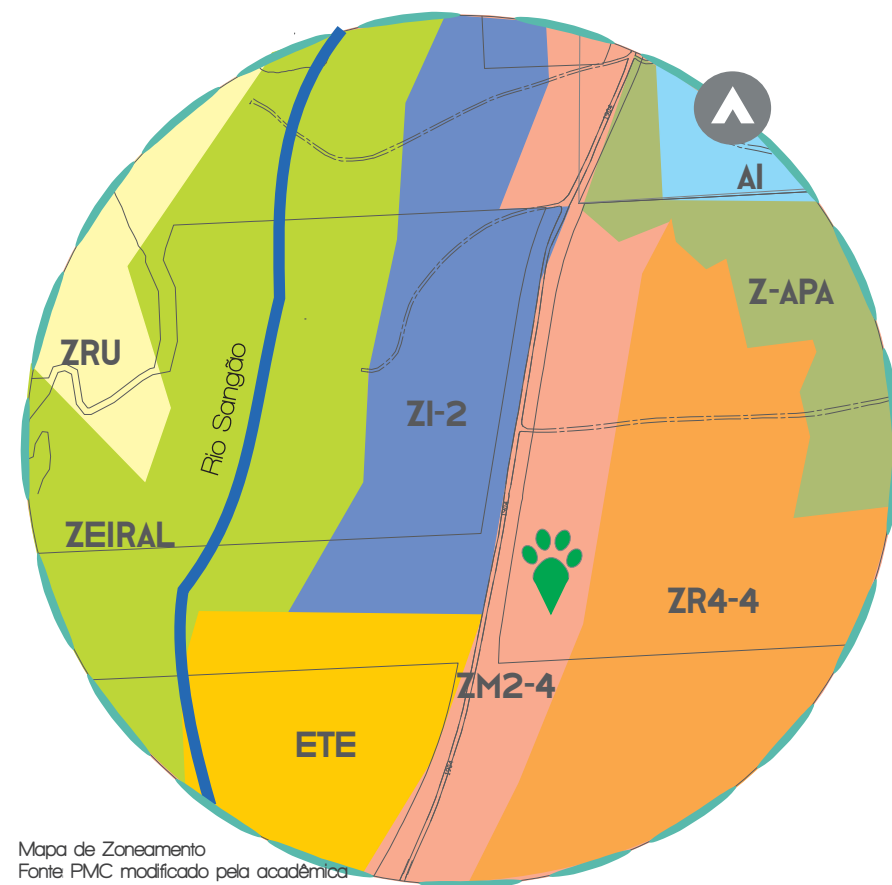 AI
Z-APA
ZRU
Rio Sangão
ZI-2
ZEIRAL
ZR4-4
ZM2-4
ETE
Mapa de Zoneamento
Fonte PMC modificado pela acadêmica